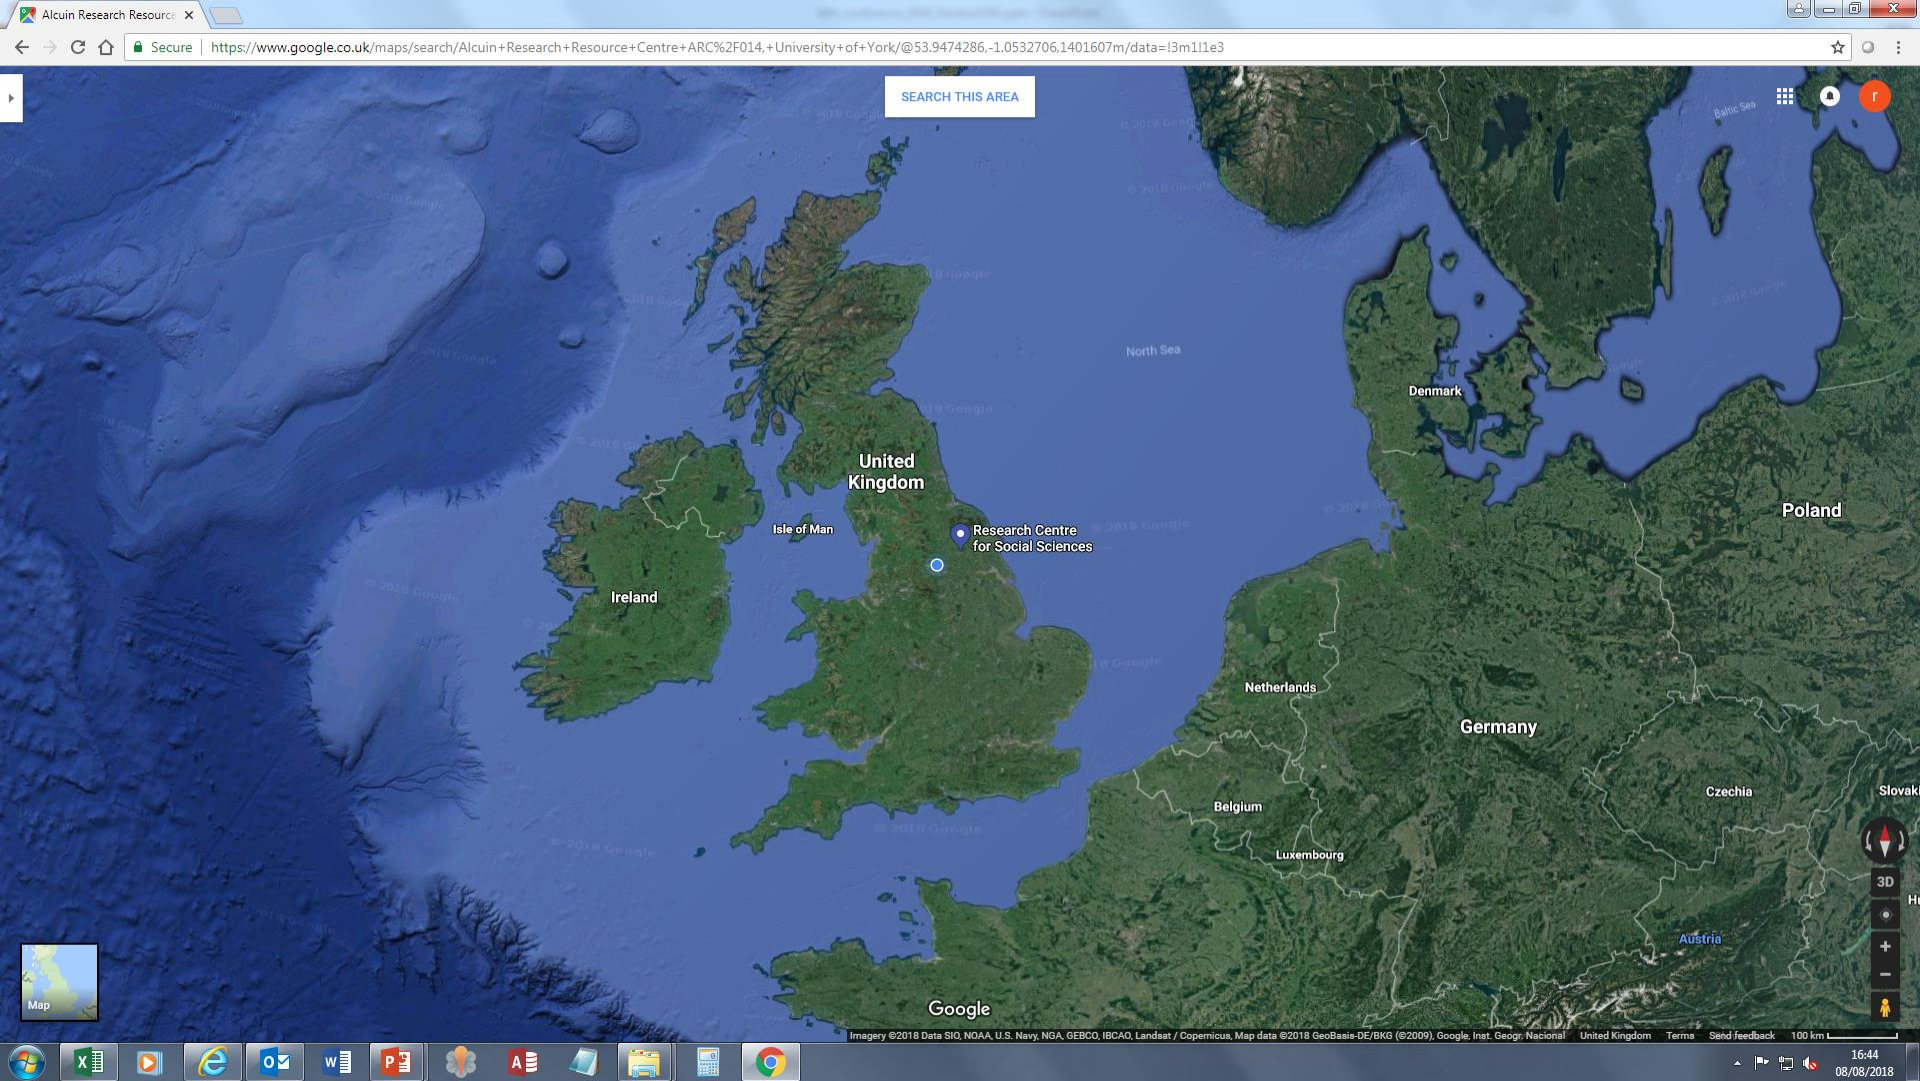 Alcuin Research Resource
Secure
https://www.google.co.uk/maps/search/Alcuin+Research+Resource+Centre+ARC%2F014,+University+of+York/@53.9474286,-1.0532706,1401607m/data=!3m1!1e3
SEARCH THIS AREA
r
Baltic Sea
North Sea
Denmark
United
Kingdom
Poland
Isle of Man
Research Centre
for Social Sciences
Ireland
Netherlands
Germany
Belgium
Czechia
Slovaki
Luxembourg
3D
Hu
Austria
Map
Google
Imagery ©2018 Data SIO, NOAA, U.S. Navy, NGA, GEBCO, IBCAO, Landsat / Copernicus, Map data ©2018 GeoBasis-DE/BKG (©2009), Google, Inst. Geogr. Nacional United Kingdom Terms Send feedback 100 km
16:44
08/08/2018